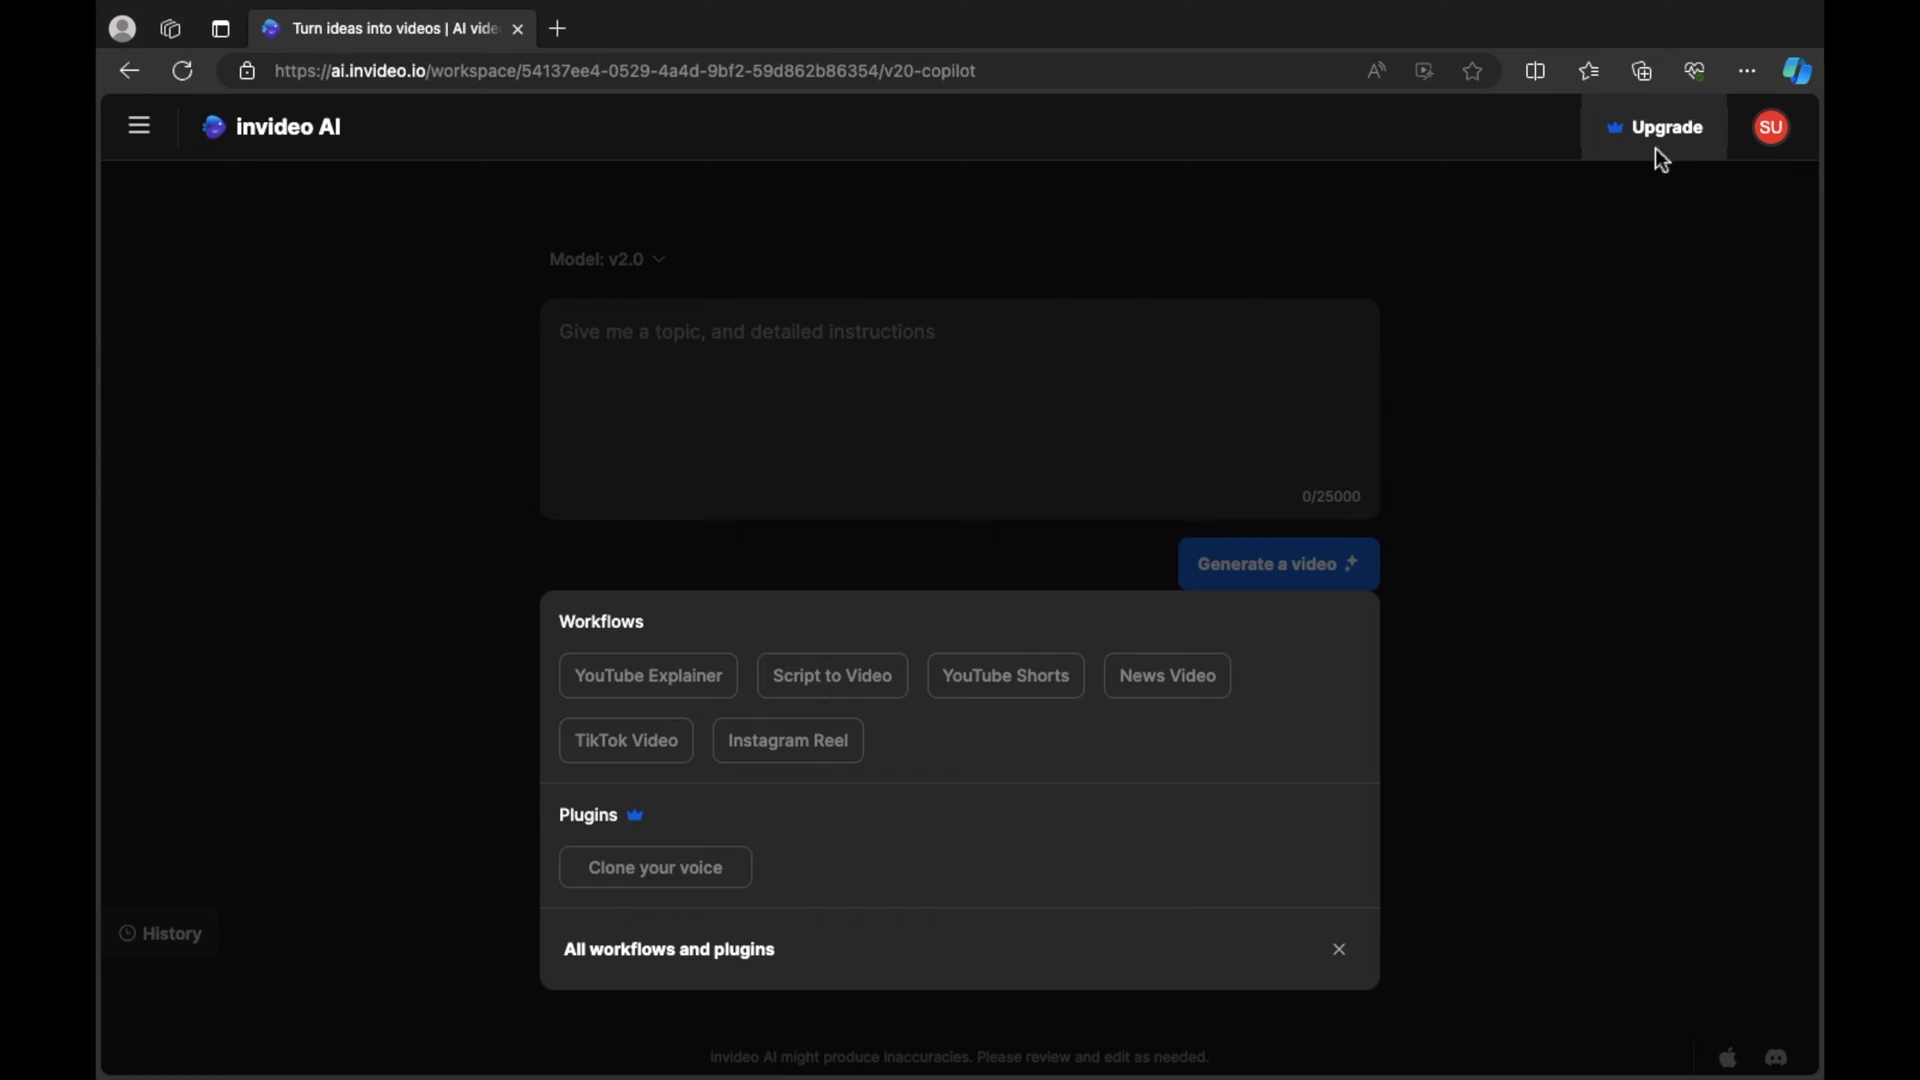 Turn ideas into videos | AI vide
https://ai.invideo.io/workspace/54137ee4-0529-4a4d-9bf2-59d862b86354/v20-copilot
invideo AI
Upgrade
SU
Model: v2.0
Give me a topic, and detailed instructions
0/25000
Generate a video
Workflows
YouTube Explainer
Script to Video
YouTube Shorts
News Video
TikTok Video
Instagram Reel
Plugins
Clone your voice
All workflows and plugins
History
invideo AI might produce inaccuracies. Please review and edit as needed.